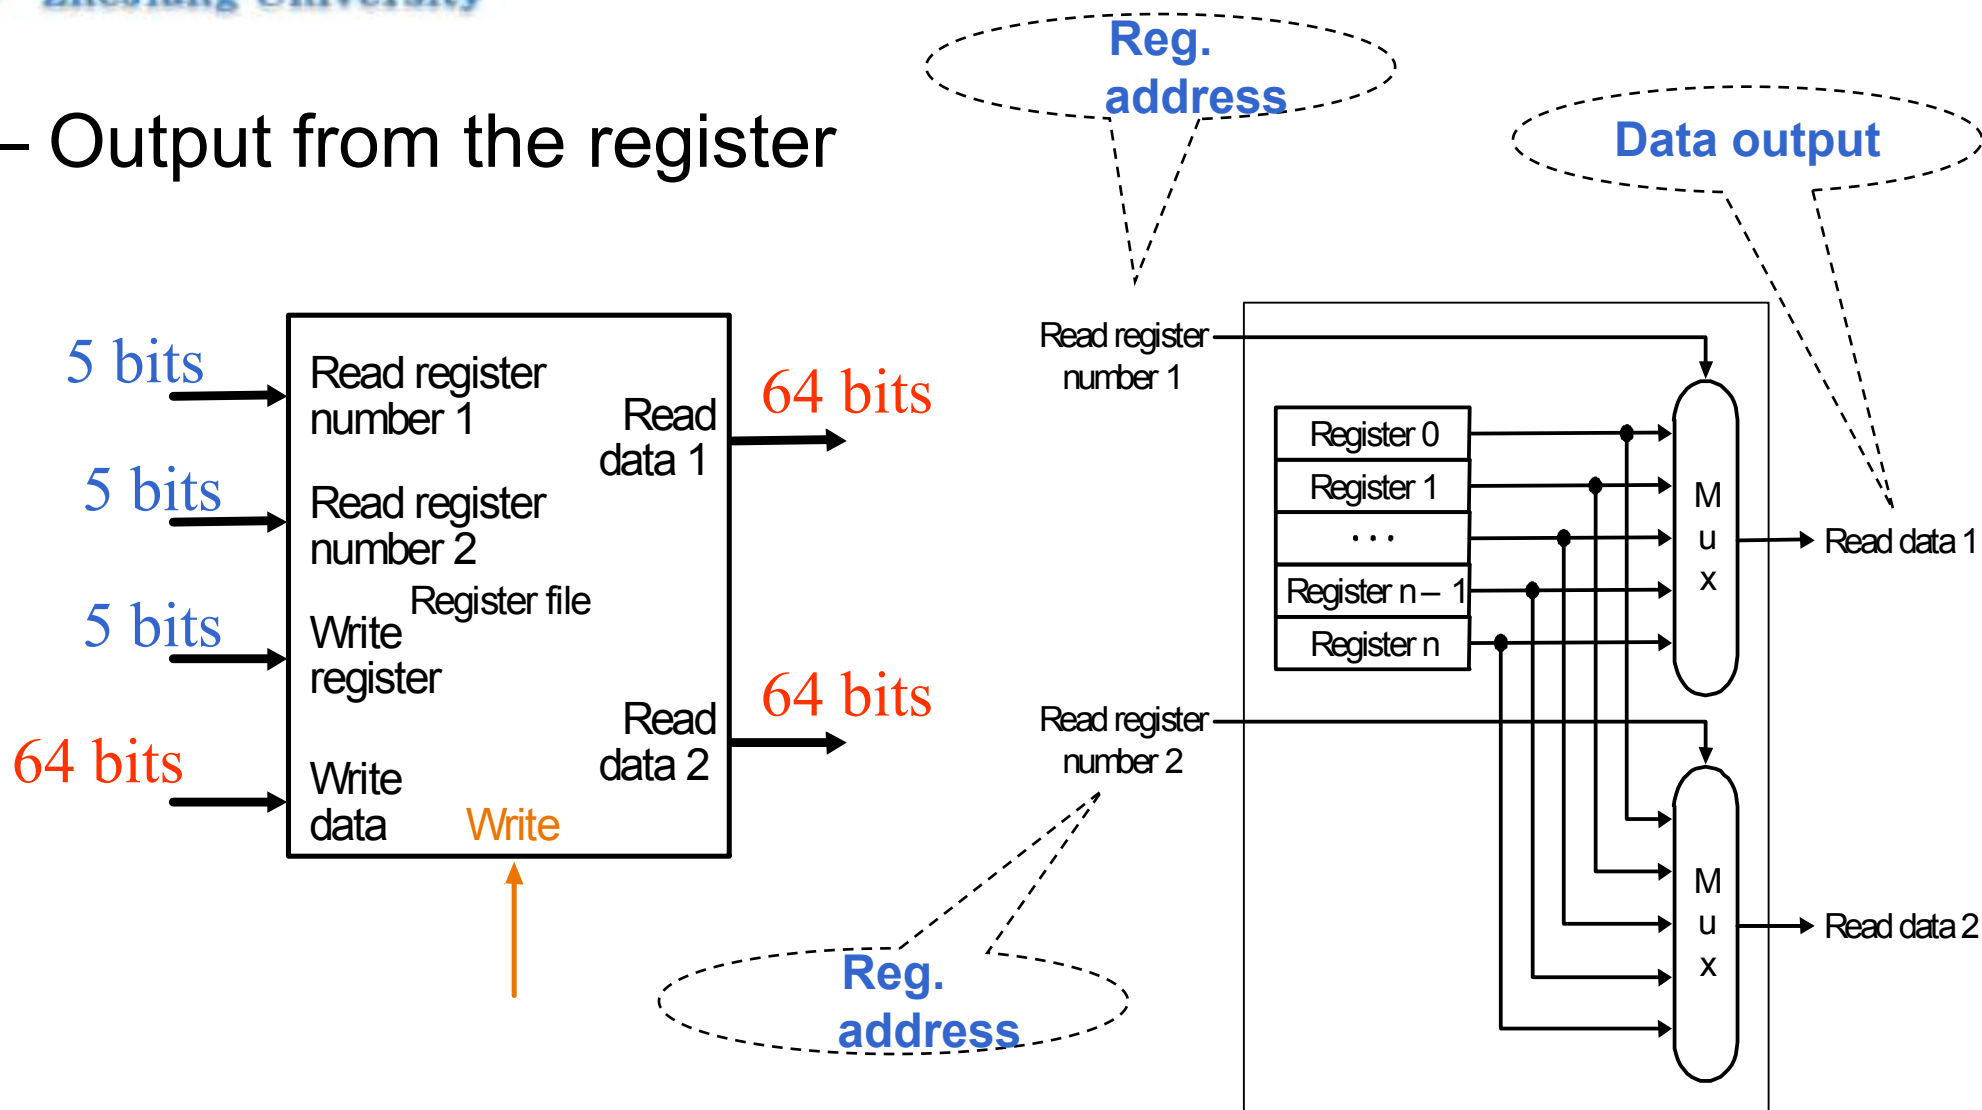 Zhejiang University
– Output from the register
Reg.
address
Data output
5 bits
5 bits
5 bits
64 bits
Read register
number 1
Read register
number 2
Register file
Write
register
Write
data
Write
Read
data 1
Read
data 2
64 bits
64 bits
Read register
number 1
Register 0
Register 1
...
Register n – 1
Register n
M
u
x
Read data 1
Read register
number 2
M
u
x
Read data 2
Reg.
address